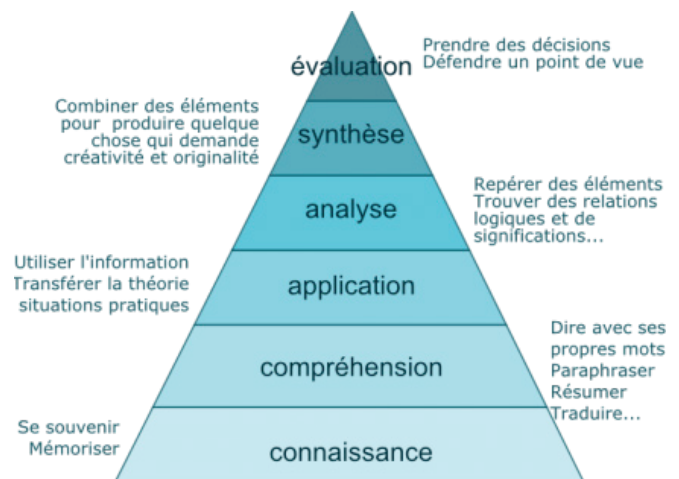 Prendre des décisions
Défendre un point de vue
évaluation
Combiner des éléments
pour produire quelque
chose qui demande
créativité et originalité
synthèse
Repérer des éléments
Trouver des relations
logiques et de
significations...
analyse
Utiliser l'information
Transférer la théorie
situations pratiques
application
Dire avec ses
propres mots
Paraphraser
Résumer
Traduire...
compréhension
Se souvenir
Mémoriser
connaissance